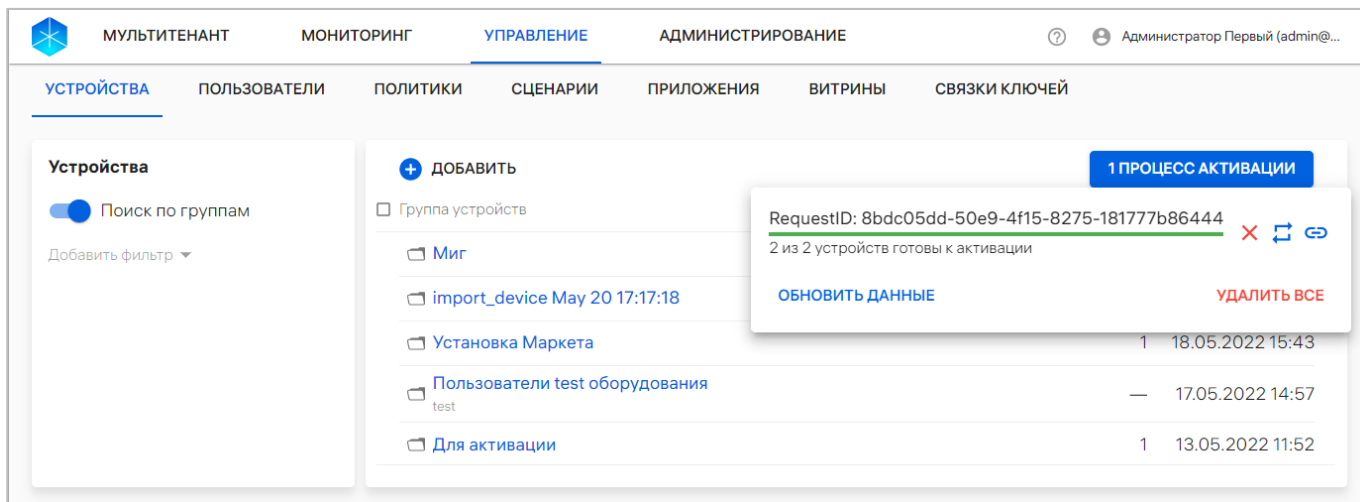 МУЛЬТИТЕНАНТ МОНИТОРИНГ УПРАВЛЕНИЕ АДМИНИСТРИРОВАНИЕ ? Администратор Первый (admin@...
УСТРОЙСТВА ПОЛЬЗОВАТЕЛИ ПОЛИТИКИ СЦЕНАРИИ ПРИЛОЖЕНИЯ ВИТРИНЫ СВЯЗКИ КЛЮЧЕЙ
Устройства
Поиск по группам
Добавить фильтр
ДОБАВИТЬ 1 ПРОЦЕСС АКТИВАЦИИ
Группа устройств
RequestID: 8bdc05dd-50e9-4f15-8275-181777b86444
2 из 2 устройств готовы к активации
ОБНОВИТЬ ДАННЫЕ УДАЛИТЬ ВСЕ
Миг
import_device May 20 17:17:18
Установка Маркета 1 18.05.2022 15:43
Пользователи test оборудования — 17.05.2022 14:57
test
Для активации 1 13.05.2022 11:52